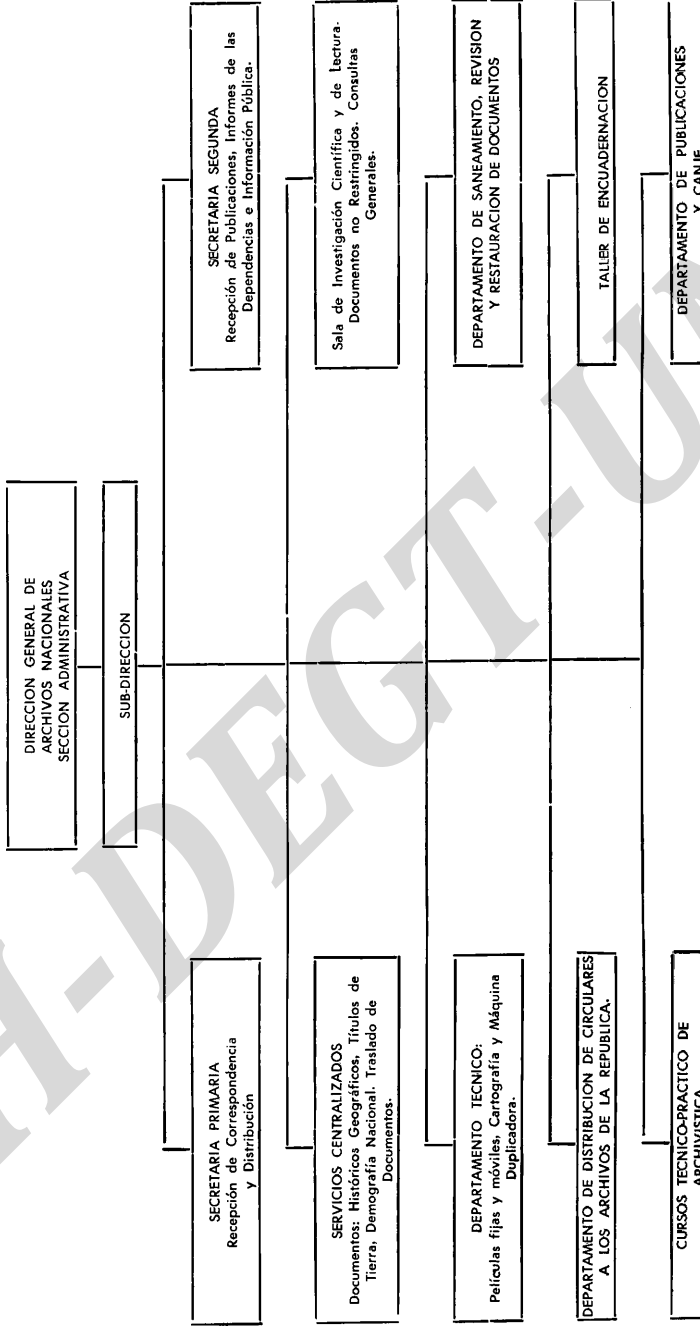 DIRECCION GENERAL DE
ARCHIVOS NACIONALES
SECCION ADMINISTRATIVA
SUB-DIRECCION
SECRETARIA PRIMARIA
Recepción de Correspondencia
y Distribución
SECRETARIA SEGUNDA
Recepción de Publicaciones, Informes de las
Dependencias e Información Pública.
SERVICIOS CENTRALIZADOS
Documentos: Históricos Geográficos, Títulos de
Tierra, Demografía Nacional. Traslado de
Documentos.
Sala de Investigación Científica y de Lectura.
Documentos no Restringidos. Consultas
Generales.
DEPARTAMENTO TECNICO:
Películas fijas y móviles, Cartografía y Máquina
Duplicadora.
DEPARTAMENTO DE SANEAMIENTO, REVISION
Y RESTAURACION DE DOCUMENTOS
DEPARTAMENTO DE DISTRIBUCION DE CIRCULARES
A LOS ARCHIVOS DE LA REPUBLICA.
TALLER DE ENCUADERNACION
CURSOS TECNICO-PRACTICO DE
ARCHIVISTICA
DEPARTAMENTO DE PUBLICACIONES
Y CANJE
H-DEGT-U